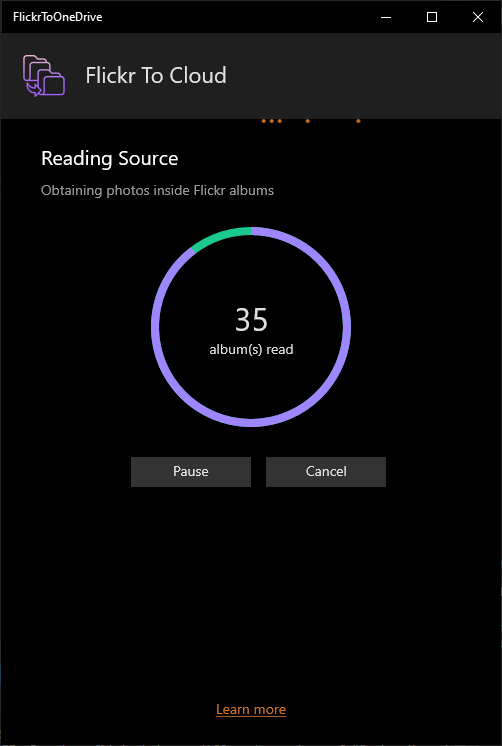 FlickrToOneDrive
Flickr To Cloud
Reading Source
Obtaining photos inside Flickr albums
35
album(s) read
Pause
Cancel
Learn more